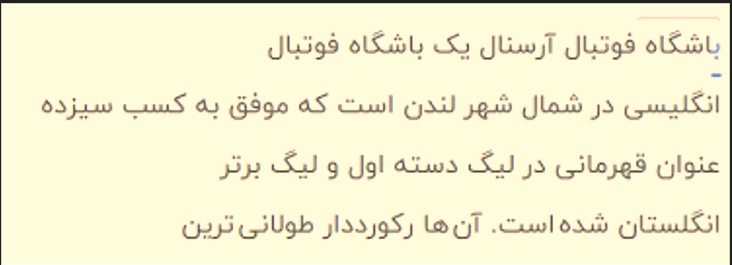 باشگاه فوتبال آرسنال یک باشگاه فوتبال
انگلیسی در شمال شهر لندن است که موفق به کسب سیزده
عنوان قهرمانی در لیگ دسته اول و لیگ برتر
انگلستان شده‌است. آن‌ها رکورددار طولانی‌ترین